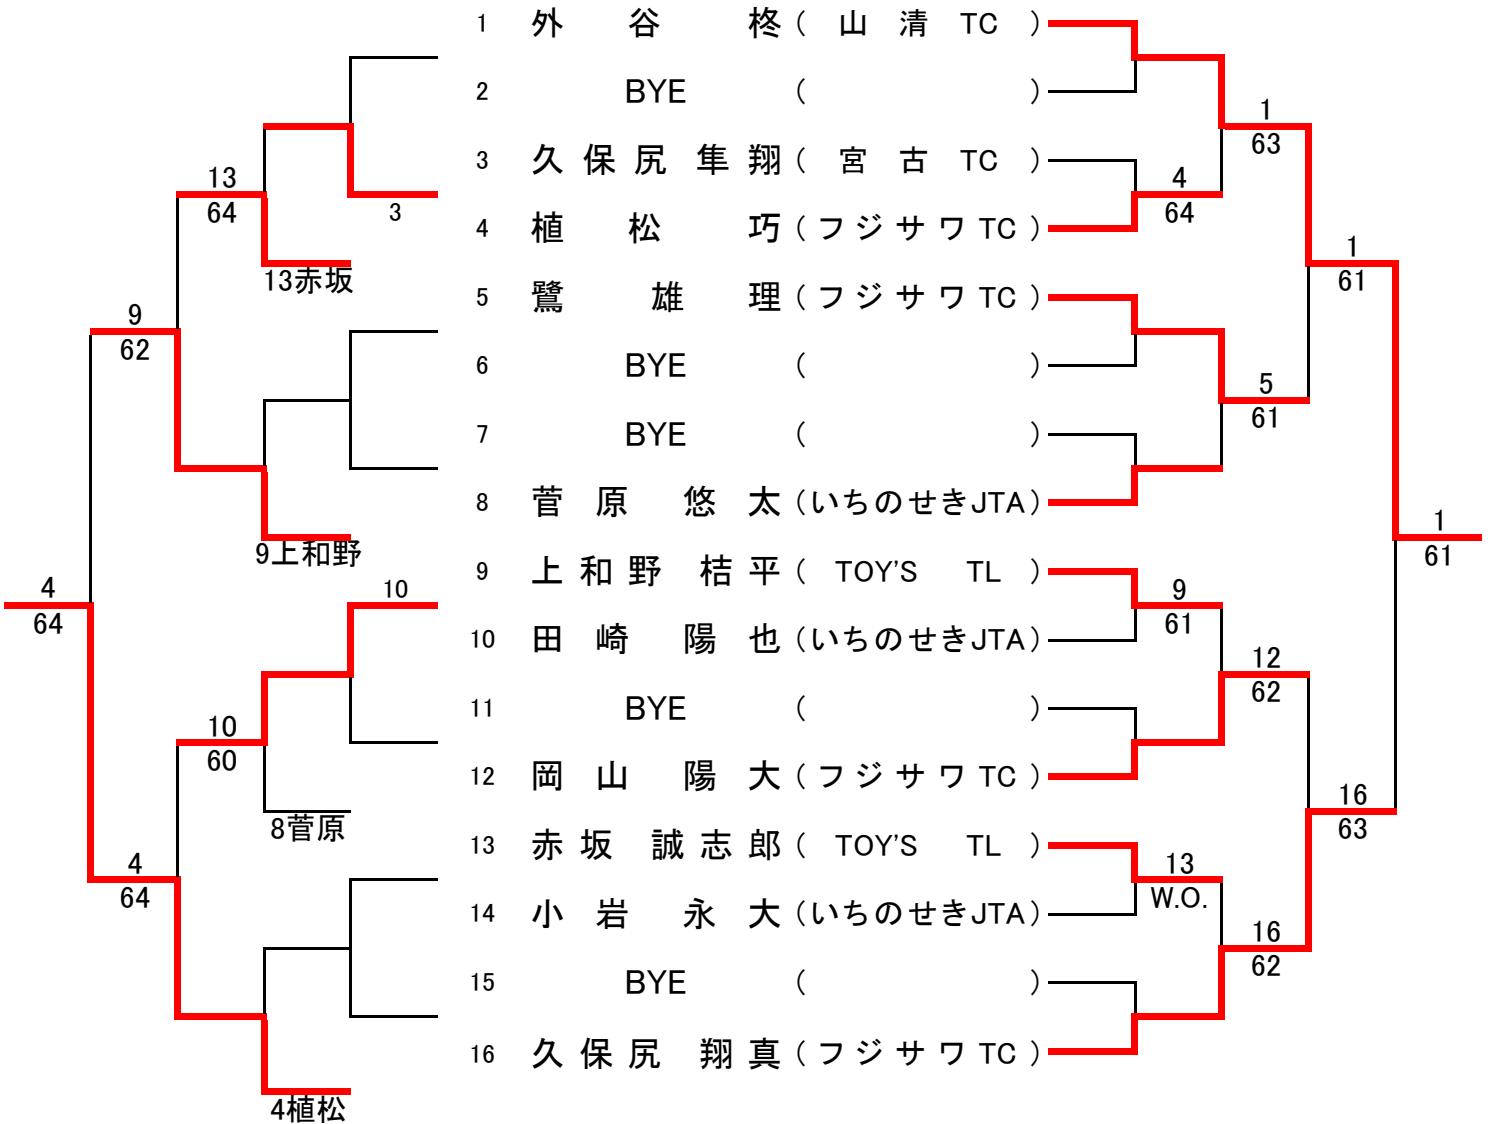 1 外谷 柊 ( 山清 TC )
2 BYE ( )
3 久保尻 隼翔 ( 宮古 TC )
4 植松 巧 ( フジサワ TC )
5 鷺 雄理 ( フジサワ TC )
6 BYE ( )
7 BYE ( )
8 菅原 悠太 (いちのせきJTA)
9 上和野 桔平 ( TOY'S TL )
10 田崎 陽也 (いちのせきJTA)
11 BYE ( )
12 岡山 陽大 ( フジサワ TC )
13 赤坂 誠志郎 ( TOY'S TL )
14 小岩 永大 (いちのせきJTA)
15 BYE ( )
16 久保尻 翔真 ( フジサワ TC )
4
64
9
61
13
W.O.
1
63
5
61
12
62
16
62
1
61
16
63
1
61
3
13
64
13赤坂
9
62
9上和野
10
10
60
8菅原
4
64
4植松
4
64